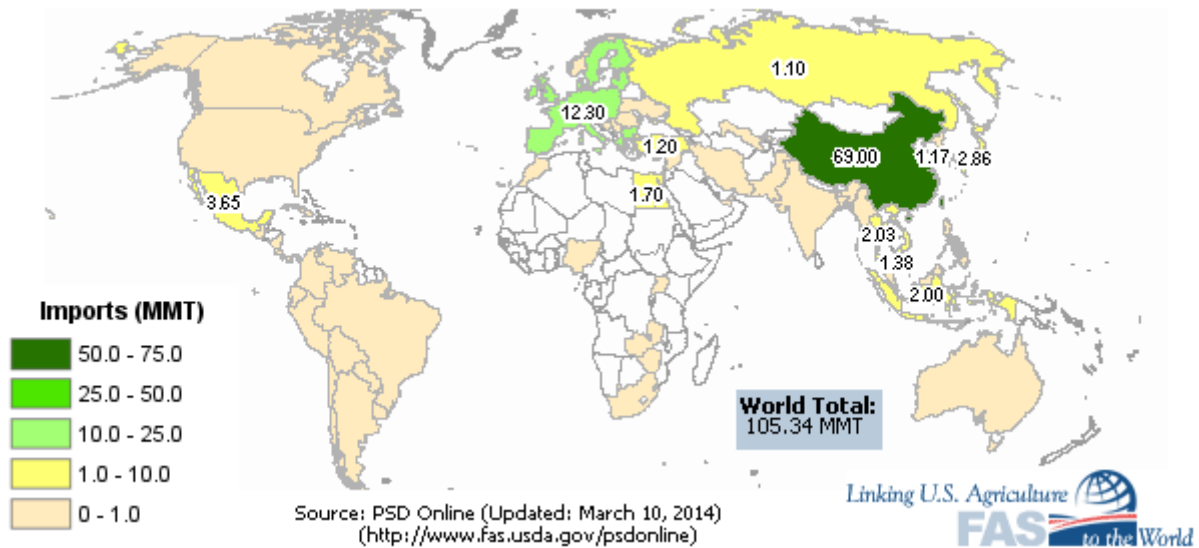 1.10
12.30
1.20
69.00
1.17
2.86
3.65
1.70
2.03
1.38
2.00
Imports (MMT)
50.0 - 75.0
25.0 - 50.0
10.0 - 25.0
1.0 - 10.0
0 - 1.0
World Total:
105.34 MMT
Source: PSD Online (Updated: March 10, 2014)
(http://www.fas.usda.gov/psdonline)
Linking U.S. Agriculture
FAS to the World